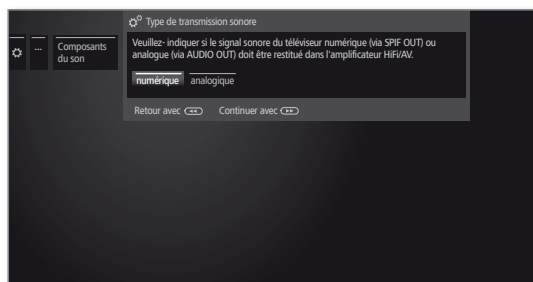 Type de transmission sonore
... Composants
du son
Veuillez- indiquer si le signal sonore du téléviseur numérique (via SPIF OUT) ou
analogue (via AUDIO OUT) doit être restitué dans l'amplificateur HiFi/AV.
numérique analogique
Retour avec Continuer avec